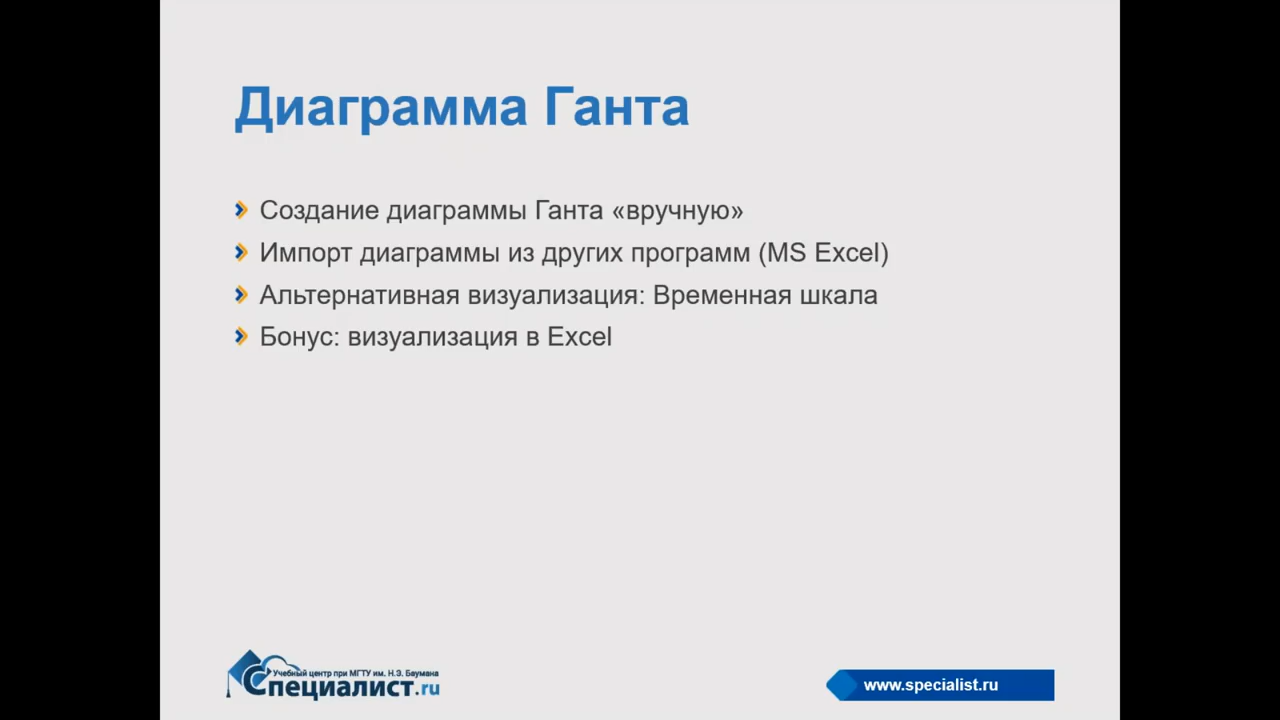 Диаграмма Ганта
Создание диаграммы Ганта «вручную»
Импорт диаграммы из других программ (MS Excel)
Альтернативная визуализация: Временная шкала
Бонус: визуализация в Excel
Учебный центр при МГТУ им. Н.Э. Баумана
Специалист.ru
www.specialist.ru